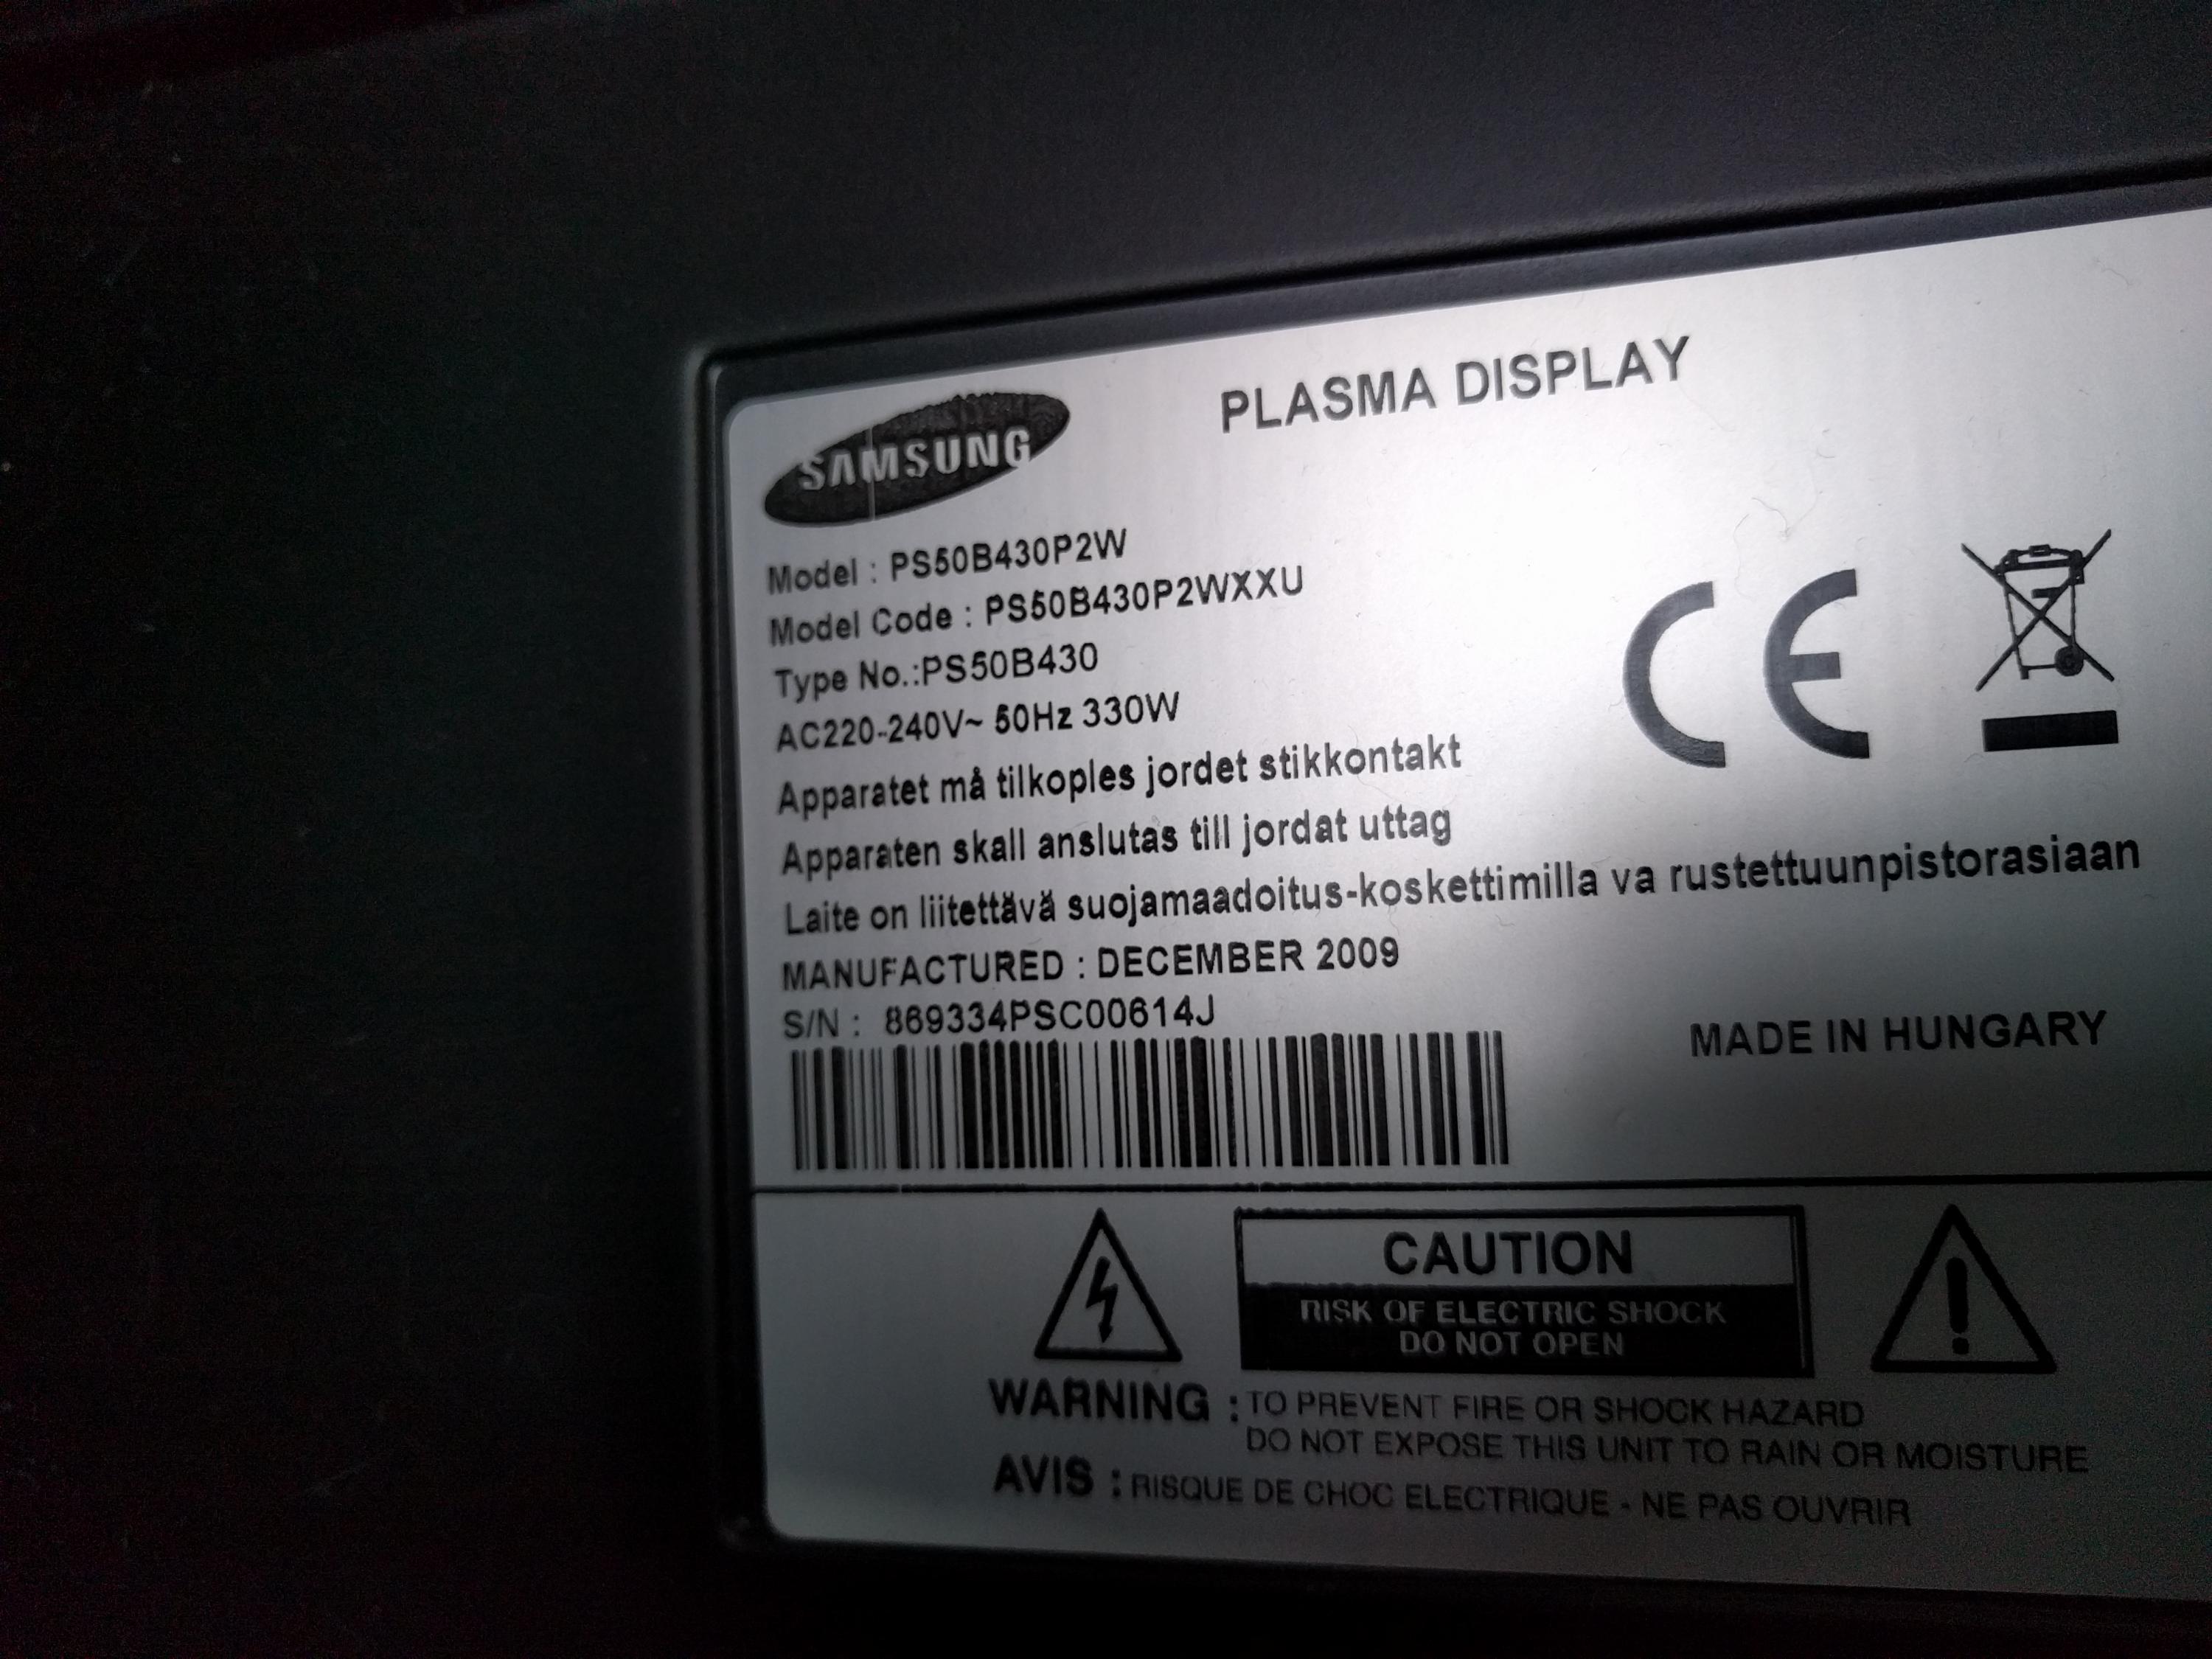 SAMSUNG
PLASMA DISPLAY
Model : PS50B430P2W
Model Code : PS50B430P2WXXU
Type No.:PS50B430
AC220-240V~ 50Hz 330W
Apparatet må tilkoples jordet stikkontakt
Apparaten skall anslutas till jordat uttag
Laite on liitettävä suojamaadoitus-koskettimilla va rustettuunpistorasiaan
MANUFACTURED : DECEMBER 2009
S/N : 869334PSC00614J
MADE IN HUNGARY
CE
CAUTION
RISK OF ELECTRIC SHOCK
DO NOT OPEN
WARNING : TO PREVENT FIRE OR SHOCK HAZARD
DO NOT EXPOSE THIS UNIT TO RAIN OR MOISTURE
AVIS : RISQUE DE CHOC ELECTRIQUE - NE PAS OUVRIR